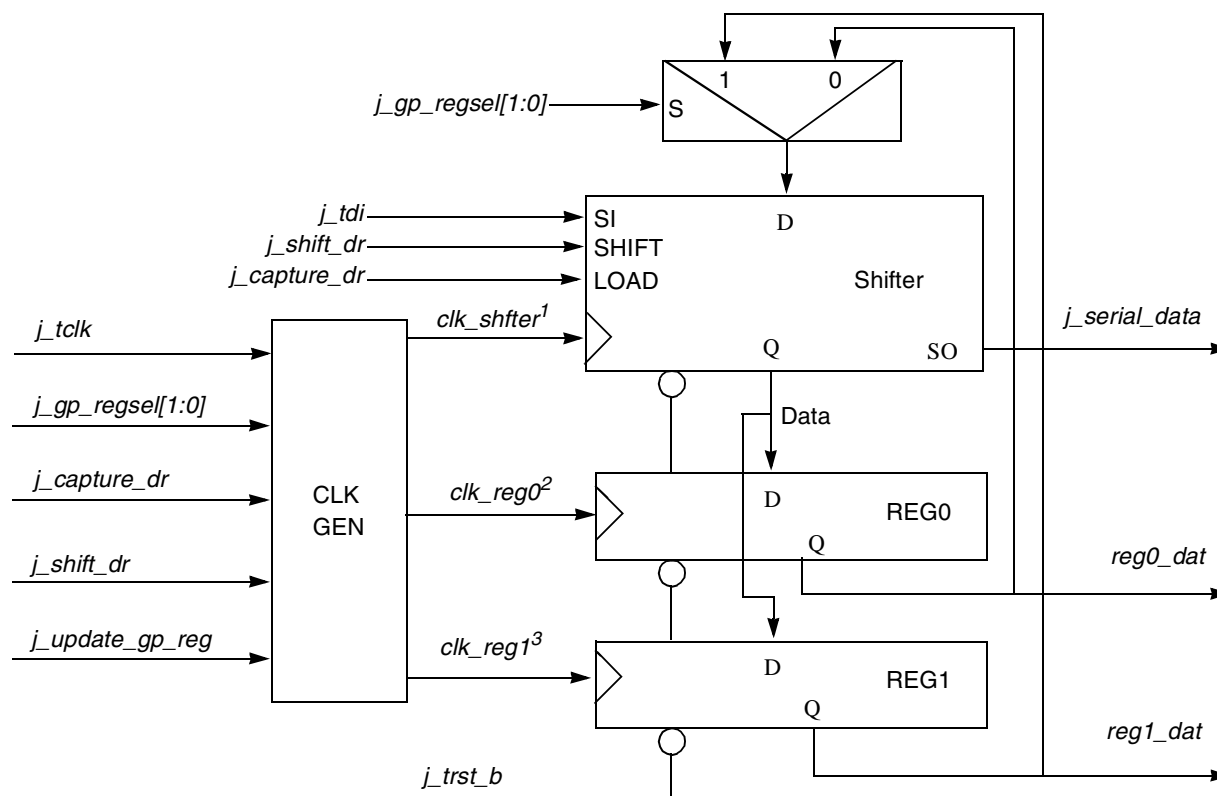 1 0
j_gp_regsel[1:0]
S
j_tdi
SI
D
j_shift_dr
SHIFT
j_capture_dr
LOAD
Shifter
j_tclk
clk_shfter1
j_serial_data
Q
SO
j_gp_regsel[1:0]
Data
j_capture_dr
CLK
GEN
clk_reg02
D
REG0
Q
j_shift_dr
reg0_dat
j_update_gp_reg
clk_reg13
D
REG1
Q
reg1_dat
j_trst_b